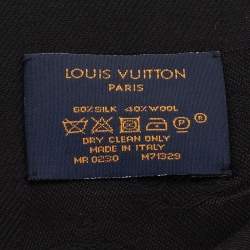 LOUIS VUITTON
PARIS
60% SILK 40% WOOL
P
DRY CLEAN ONLY
MADE IN ITALY
MR 0230 M71329